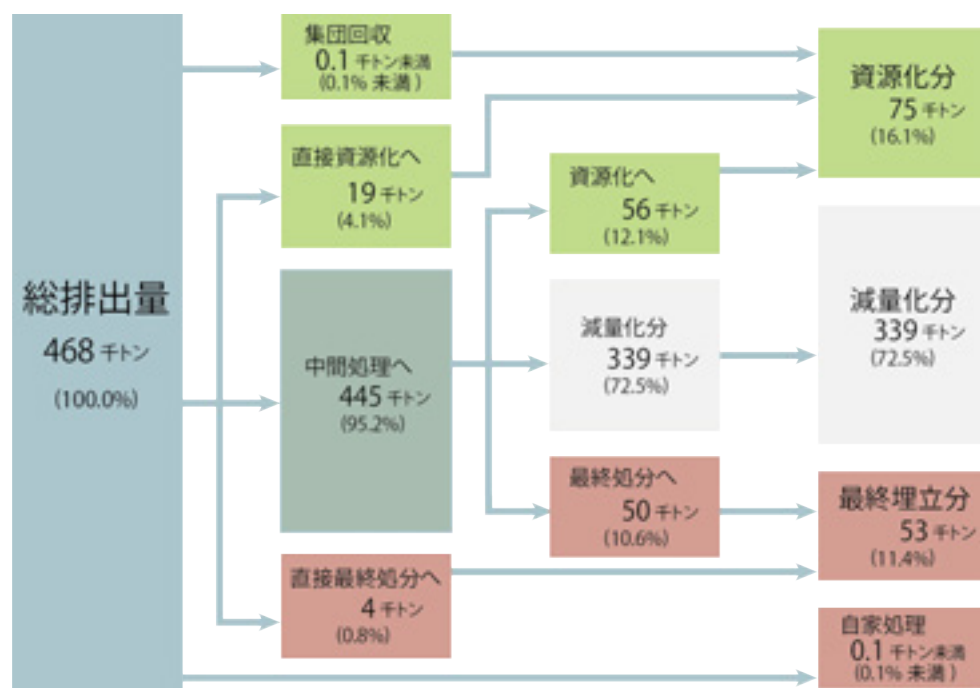 総排出量
468 千トン
(100.0%)
集団回収
0.1 千トン未満
(0.1% 未満 )
直接資源化へ
19 千トン
(4.1%)
中間処理へ
445 千トン
(95.2%)
直接最終処分へ
4 千トン
(0.8%)
資源化へ
56 千トン
(12.1%)
減量化分
339 千トン
(72.5%)
最終処分へ
50 千トン
(10.6%)
資源化分
75 千トン
(16.1%)
減量化分
339 千トン
(72.5%)
最終埋立分
53 千トン
(11.4%)
自家処理
0.1 千トン未満
(0.1% 未満 )